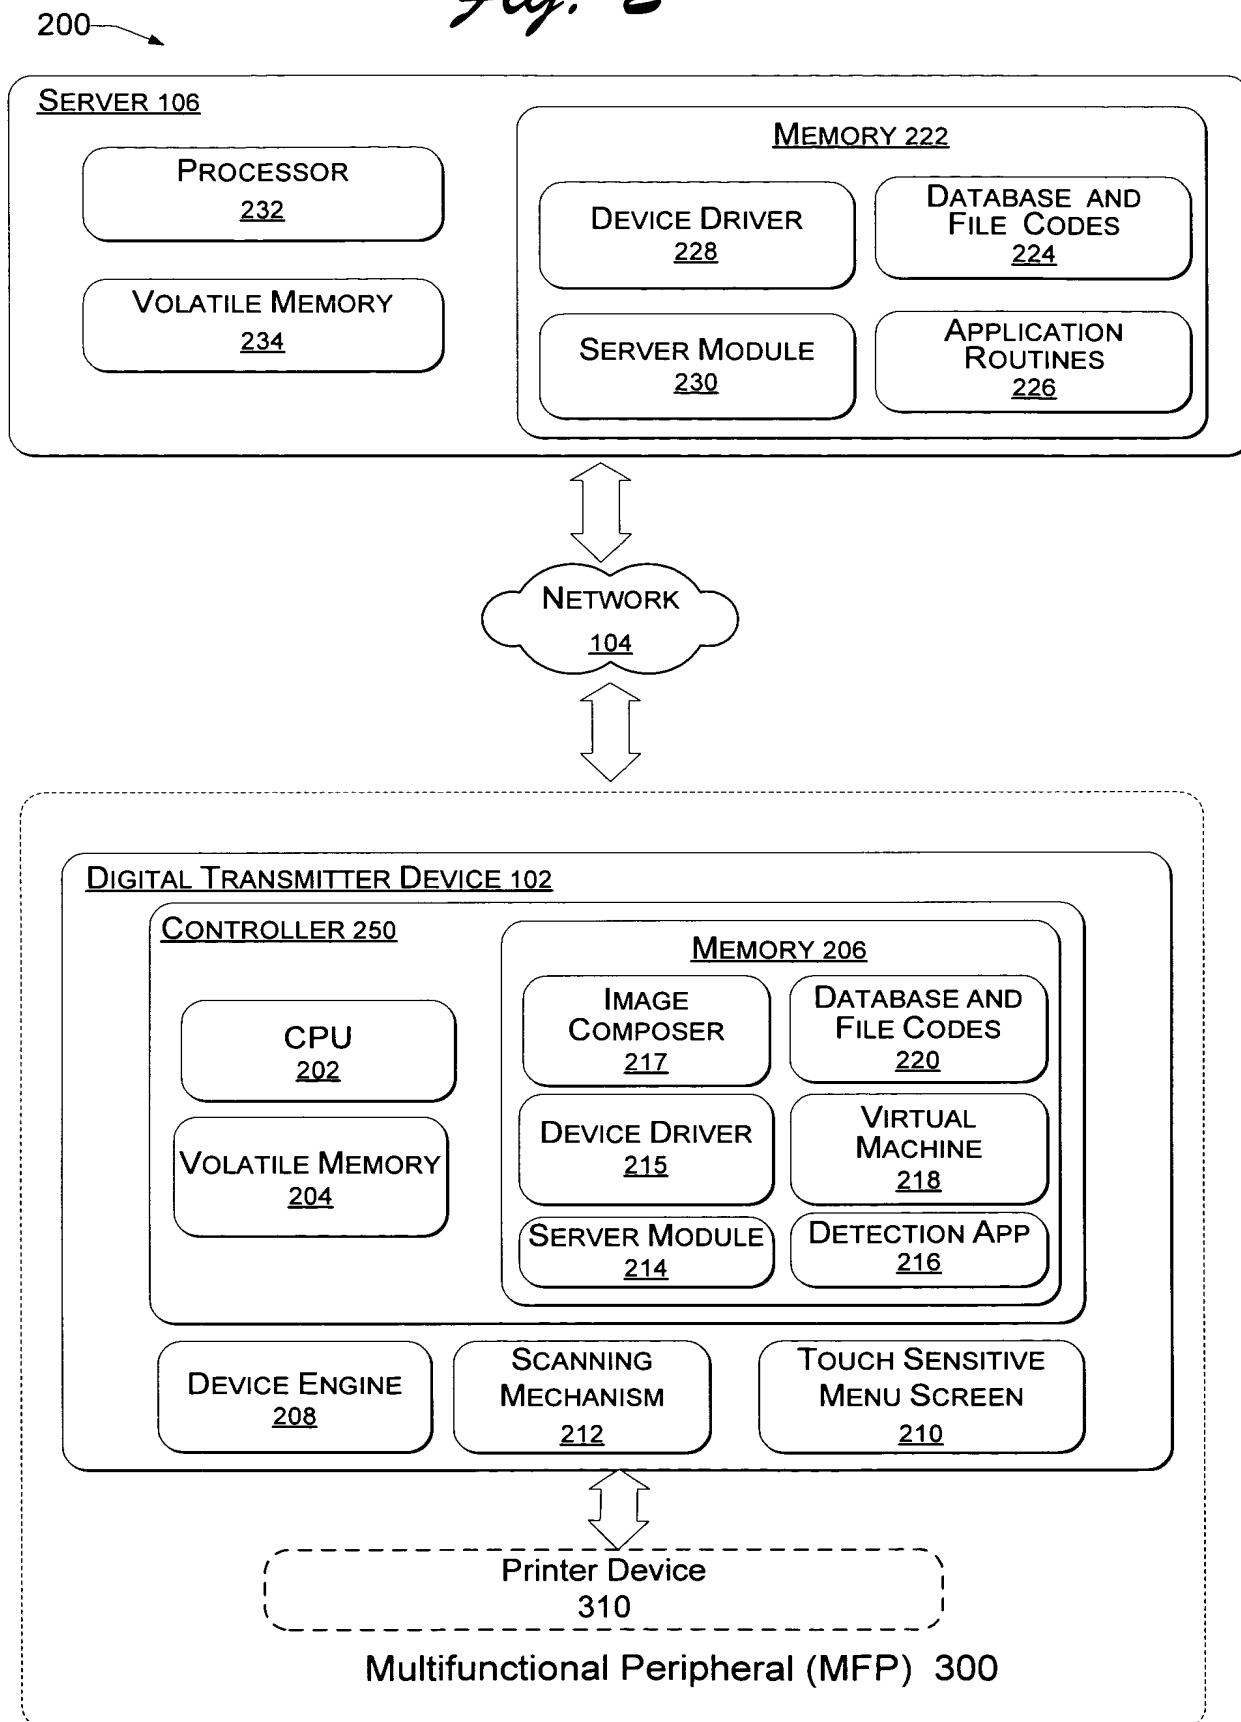 Fig. 2
200
SERVER 106
PROCESSOR
232
VOLATILE MEMORY
234
MEMORY 222
DEVICE DRIVER
228
DATABASE AND
FILE CODES
224
SERVER MODULE
230
APPLICATION
ROUTINES
226
NETWORK
104
DIGITAL TRANSMITTER DEVICE 102
CONTROLLER 250
CPU
202
VOLATILE MEMORY
204
MEMORY 206
IMAGE
COMPOSER
217
DATABASE AND
FILE CODES
220
DEVICE DRIVER
215
VIRTUAL
MACHINE
218
SERVER MODULE
214
DETECTION APP
216
DEVICE ENGINE
208
SCANNING
MECHANISM
212
TOUCH SENSITIVE
MENU SCREEN
210
Printer Device
310
Multifunctional Peripheral (MFP) 300